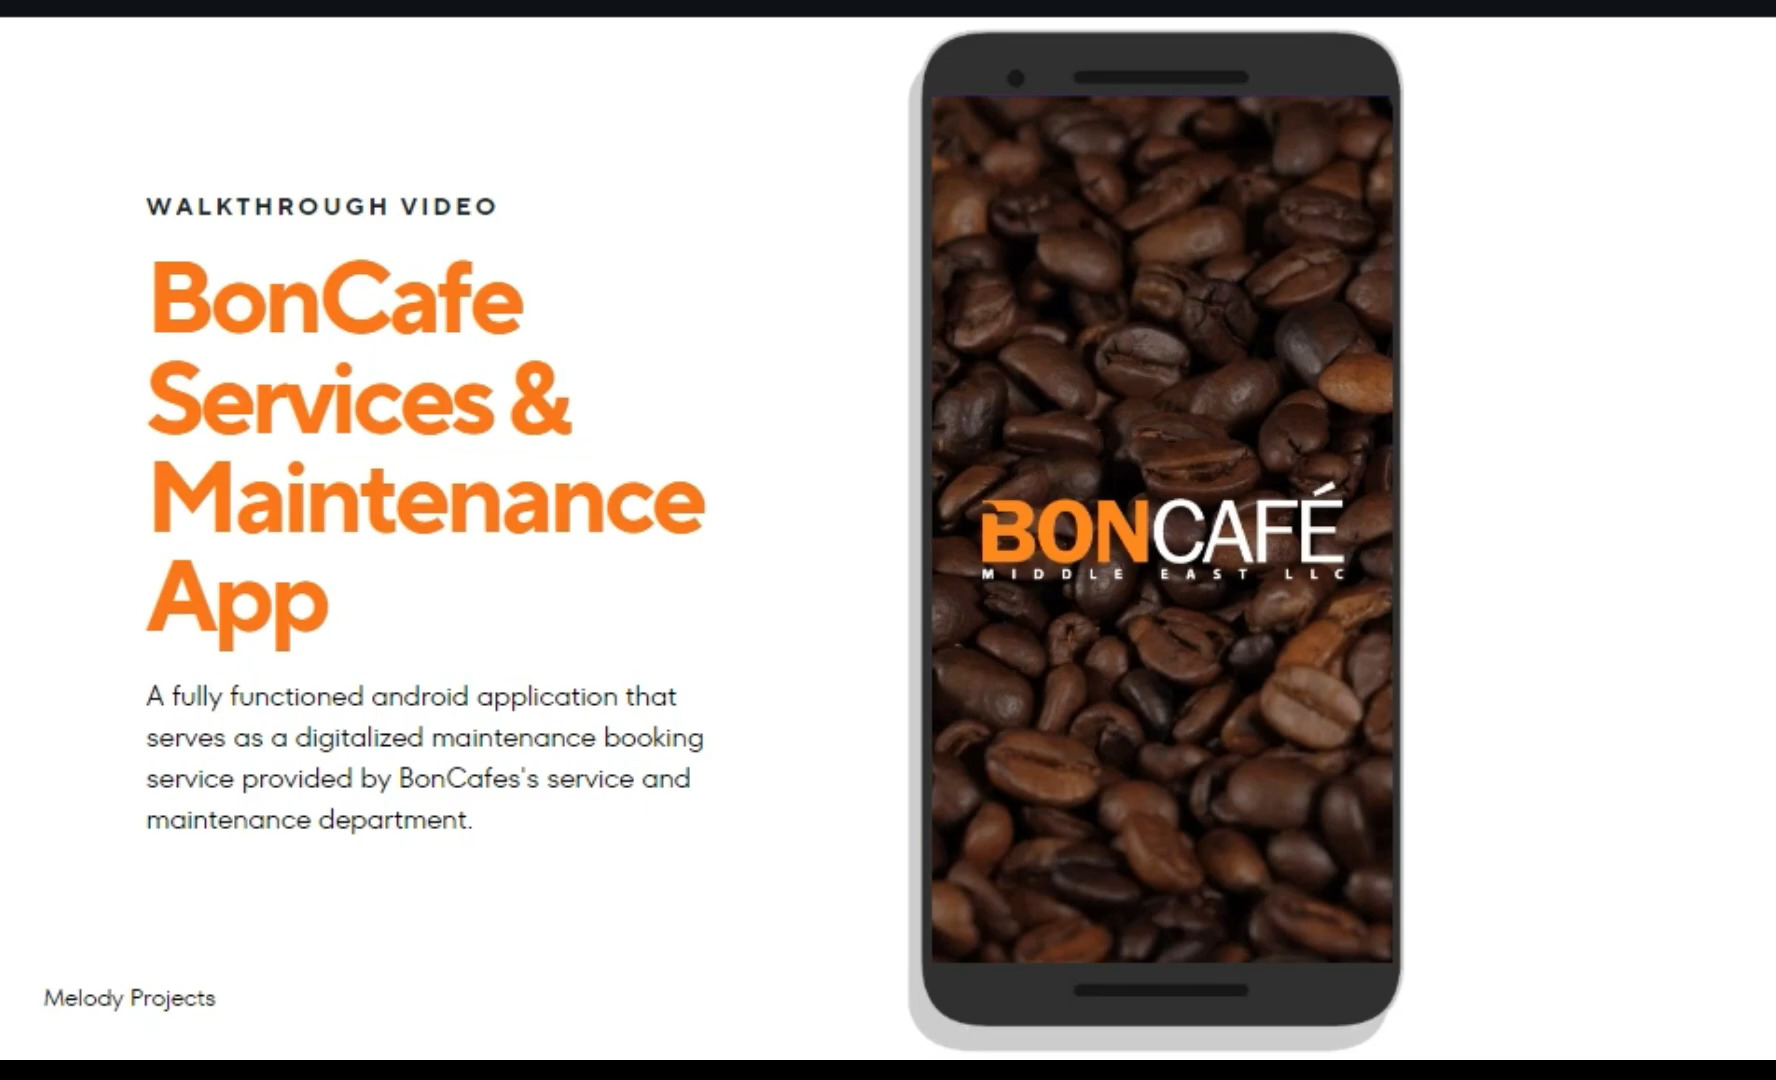 WALKTHROUGH VIDEO
BonCafe
Services &
Maintenance
App
A fully functioned android application that
serves as a digitalized maintenance booking
service provided by BonCafes's service and
maintenance department.
Melody Projects
BONCAFÉ
MIDDLE EAST LLC